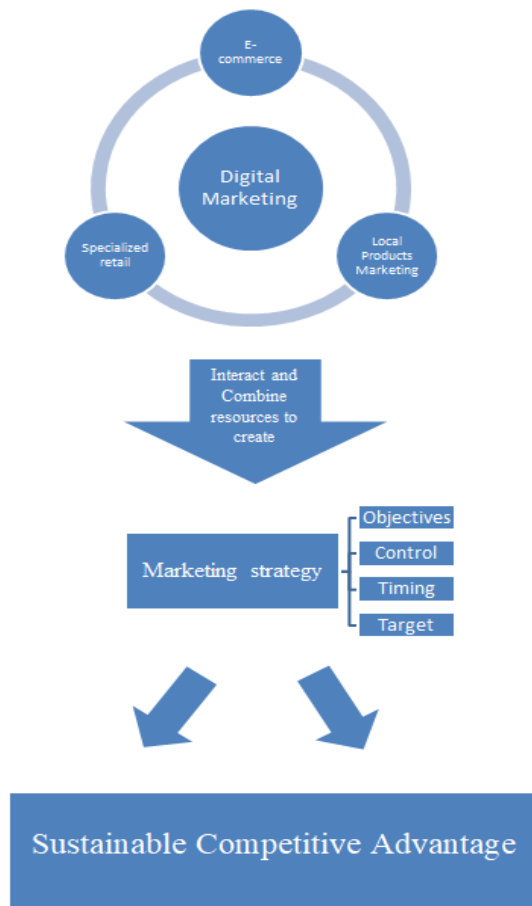 E-
commerce
Digital
Marketing
Specialized
retail
Local
Products
Marketing
Interact and
Combine
resources to
create
Marketing strategy
Objectives
Control
Timing
Target
Sustainable Competitive Advantage